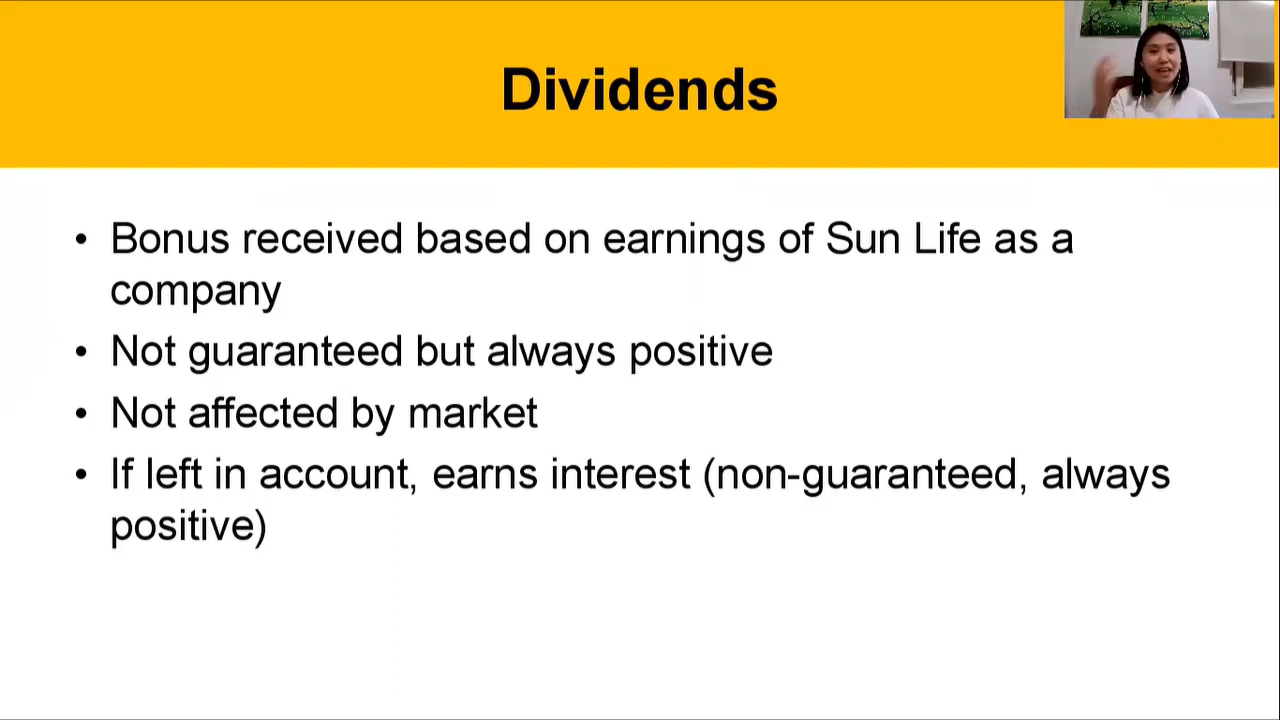 Dividends
• Bonus received based on earnings of Sun Life as a
company
• Not guaranteed but always positive
• Not affected by market
• If left in account, earns interest (non-guaranteed, always
positive)